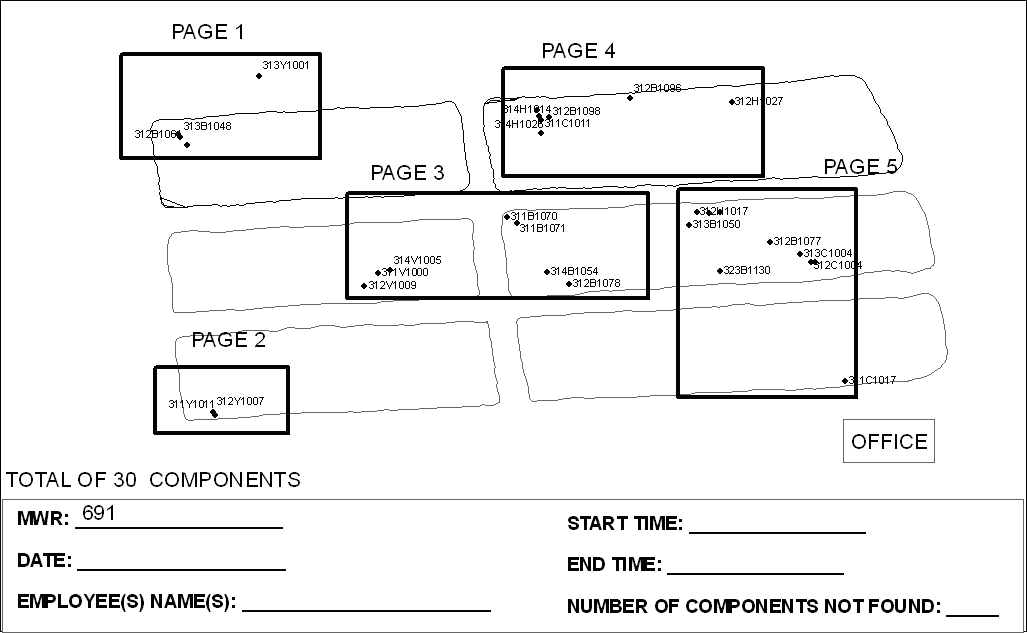 PAGE 1
313Y1001
313B1048
PAGE 4
312B1096
312H1027
314H1014
312B1098
311C1011
PAGE 3
311B1070
311B1071
314V1005
311V1000
312V1009
314B1054
312B1078
PAGE 5
312H1017
313B1050
312B1077
313C1004
312C1004
323B1130
311C1017
PAGE 2
311Y1011
312Y1007
OFFICE
TOTAL OF 30 COMPONENTS
MWR: 691
START TIME:
DATE:
END TIME:
EMPLOYEE(S) NAME(S):
NUMBER OF COMPONENTS NOT FOUND: